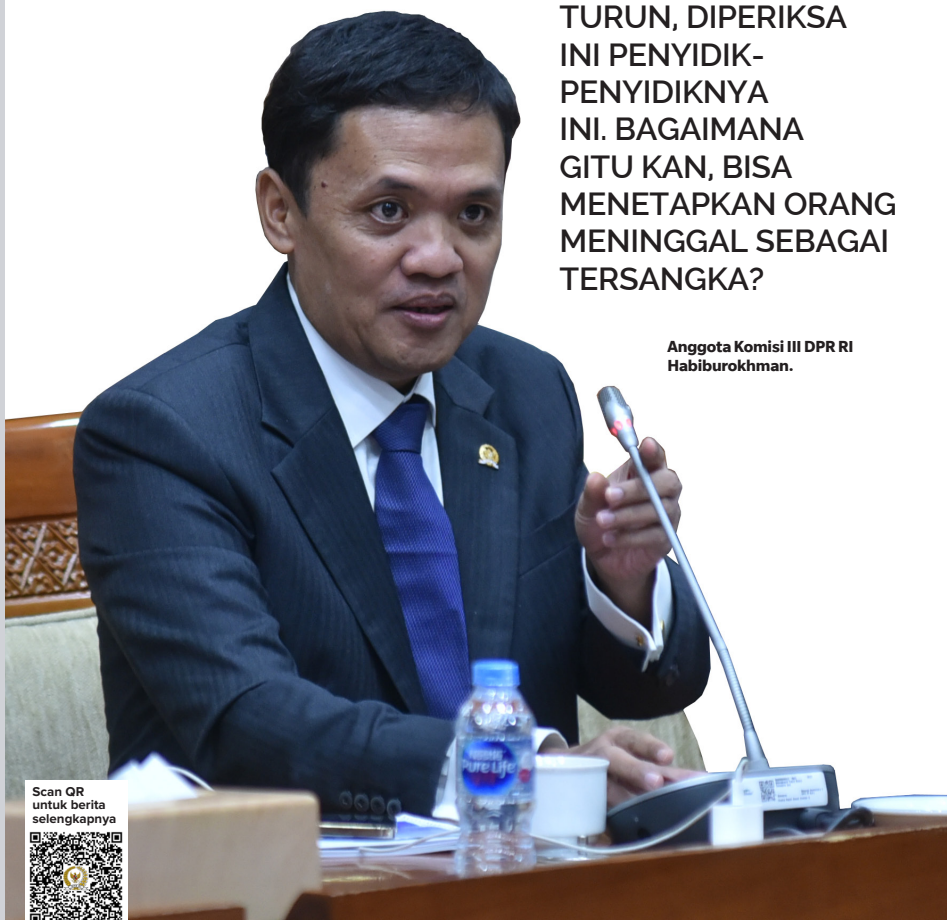 TURUN, DIPERIKSA
INI PENYIDIK-
PENYIDIKNYA
INI. BAGAIMANA
GITU KAN, BISA
MENETAPKAN ORANG
MENINGGAL SEBAGAI
TERSANGKA?
Anggota Komisi III DPR RI
Habiburokhman.
Pure Life
Scan QR
untuk berita
selengkapnya